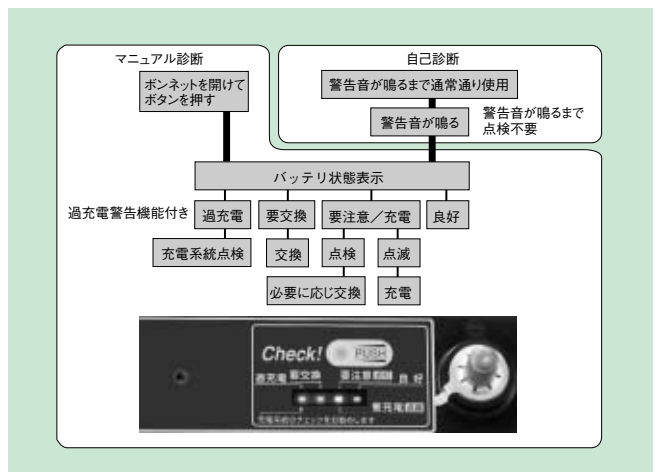 マニュアル診断
ボンネットを開けて
ボタンを押す
自己診断
警告音が鳴るまで通常通り使用
警告音が鳴る
警告音が鳴るまで
点検不要
バッテリ状態表示
過充電警告機能付き
過充電
要交換
要注意／充電
良好
充電系統点検
交換
点検
点滅
必要に応じ交換
充電
Check!
PUSH
過充電
要交換
要注意
良好